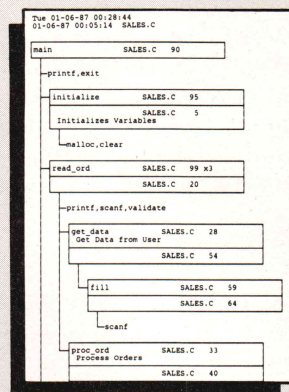 Tue 01-06-87 00:28:44
01-06-87 00:05:14 SALES.C
main SALES.C 90
printf,exit
initialize SALES.C 95
SALES.C 5
Initializes Variables
malloc,clear
read_ord SALES.C 99 x3
SALES.C 20
printf,scanf,validate
get_data SALES.C 28
Get Data from User
SALES.C 54
fill SALES.C 59
SALES.C 64
scanf
proc_ord SALES.C 33
Process Orders
SALES.C 40